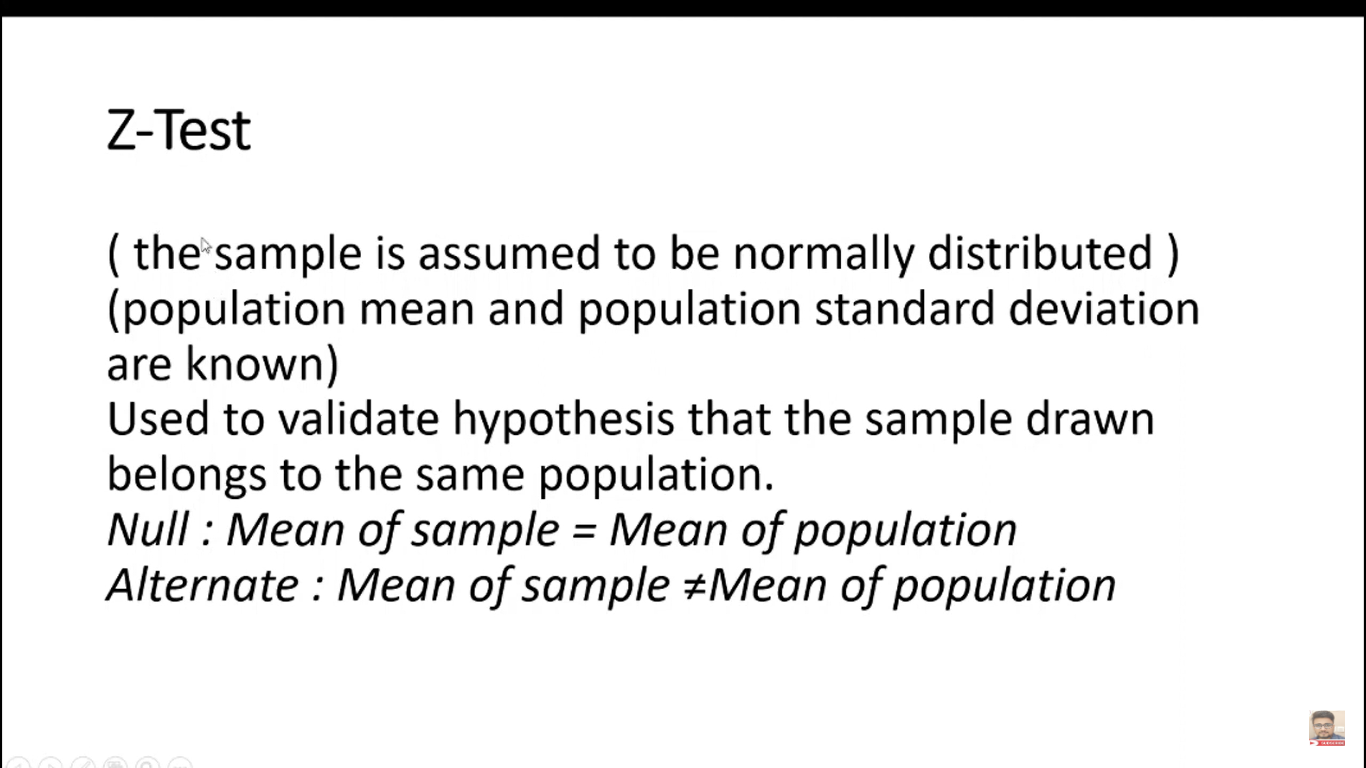 Z-Test
( the sample is assumed to be normally distributed )
(population mean and population standard deviation
are known)
Used to validate hypothesis that the sample drawn
belongs to the same population.
Null : Mean of sample = Mean of population
Alternate : Mean of sample ≠Mean of population